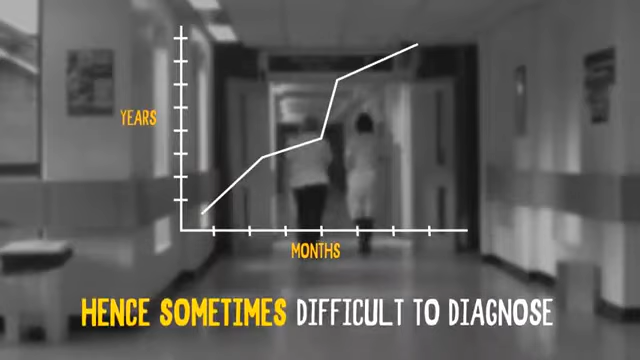 YEARS
MONTHS
HENCE SOMETIMES DIFFICULT TO DIAGNOSE